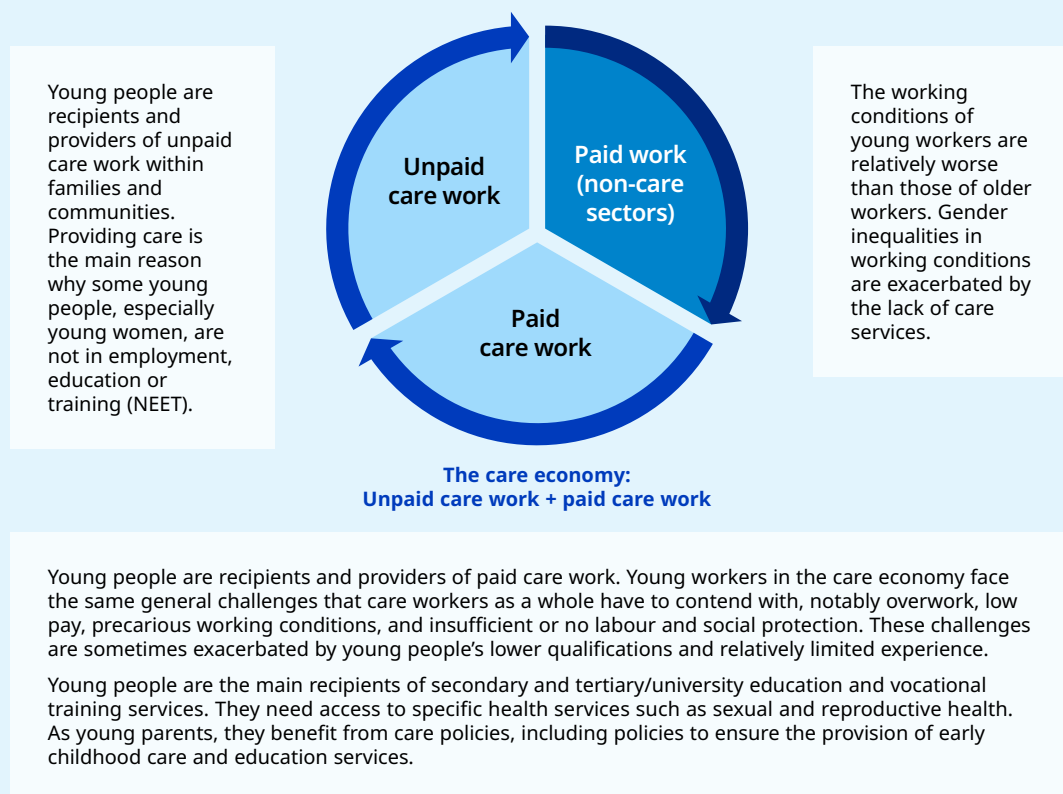 Young people are
recipients and
providers of unpaid
care work within
families and
communities.
Providing care is
the main reason
why some young
people, especially
young women, are
not in employment,
education or
training (NEET).
Unpaid
care work
Paid work
(non-care
sectors)
Paid
care work
The care economy:
Unpaid care work + paid care work
The working
conditions of
young workers are
relatively worse
than those of older
workers. Gender
inequalities in
working conditions
are exacerbated by
the lack of care
services.
Young people are recipients and providers of paid care work. Young workers in the care economy face
the same general challenges that care workers as a whole have to contend with, notably overwork, low
pay, precarious working conditions, and insufficient or no labour and social protection. These challenges
are sometimes exacerbated by young people’s lower qualifications and relatively limited experience.
Young people are the main recipients of secondary and tertiary/university education and vocational
training services. They need access to specific health services such as sexual and reproductive health.
As young parents, they benefit from care policies, including policies to ensure the provision of early
childhood care and education services.